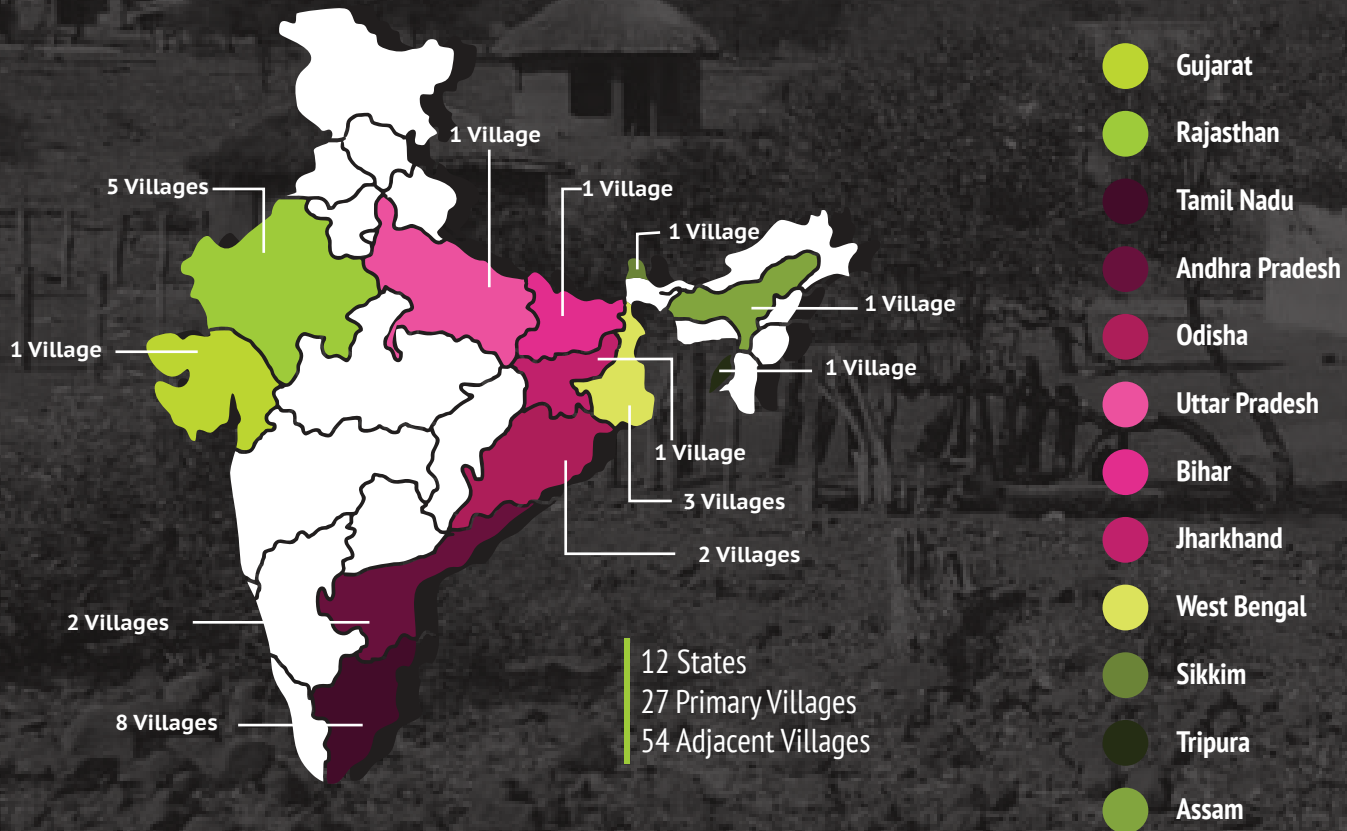 1 Village
5 Villages
1 Village
1 Village
1 Village
1 Village
1 Village
1 Village
3 Villages
2 Villages
2 Villages
8 Villages
12 States
27 Primary Villages
54 Adjacent Villages
Gujarat
Rajasthan
Tamil Nadu
Andhra Pradesh
Odisha
Uttar Pradesh
Bihar
Jharkhand
West Bengal
Sikkim
Tripura
Assam